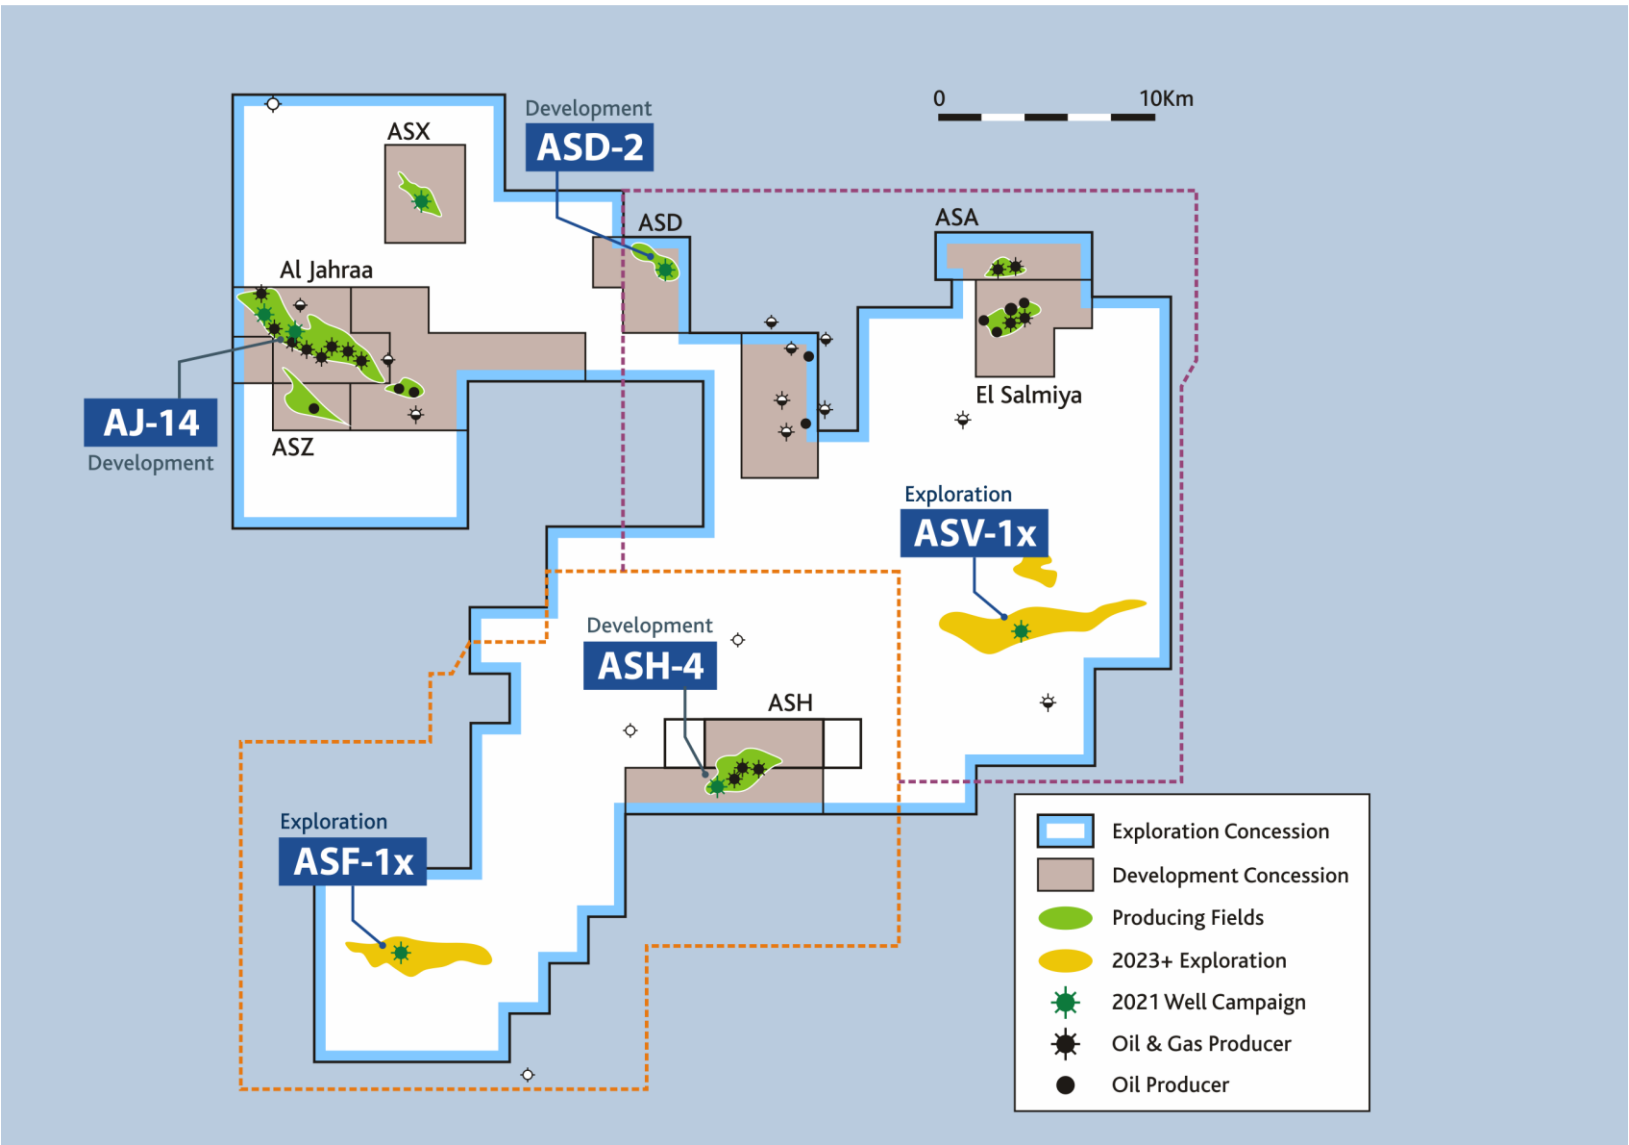 0 10Km
Development
ASD-2
ASX
ASD
ASA
Al Jahraa
El Salmiya
AJ-14
Development
ASZ
Exploration
ASV-1x
Development
ASH-4
ASH
Exploration
ASF-1x
Exploration Concession
Development Concession
Producing Fields
2023+ Exploration
2021 Well Campaign
Oil & Gas Producer
Oil Producer